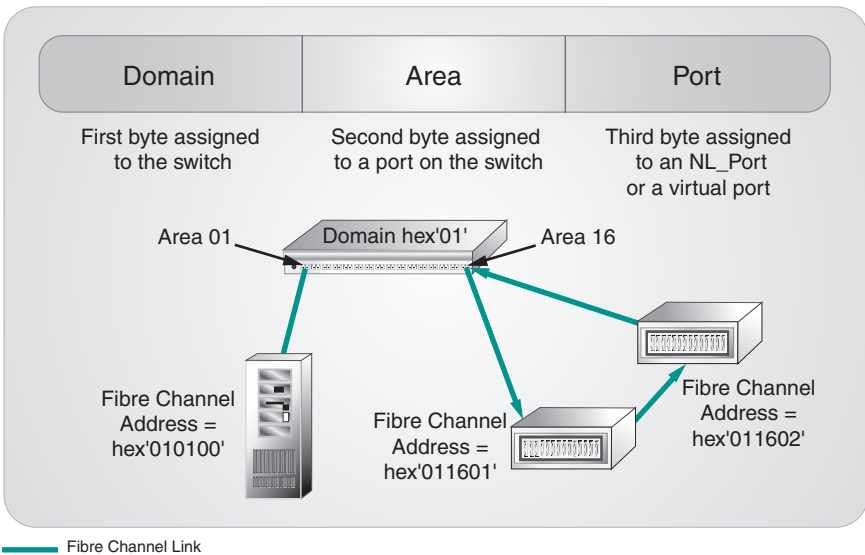 Domain
Area
Port
First byte assigned
to the switch
Second byte assigned
to a port on the switch
Third byte assigned
to an NL_Port
or a virtual port
Area 01
Domain hex'01'
Area 16
Fibre Channel
Address =
hex'010100'
Fibre Channel
Address =
hex'011601'
Fibre Channel
Address =
hex'011602'
Fibre Channel Link